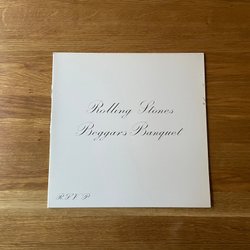 Rolling Stones
Beggars Banquet
R.S.V.P.